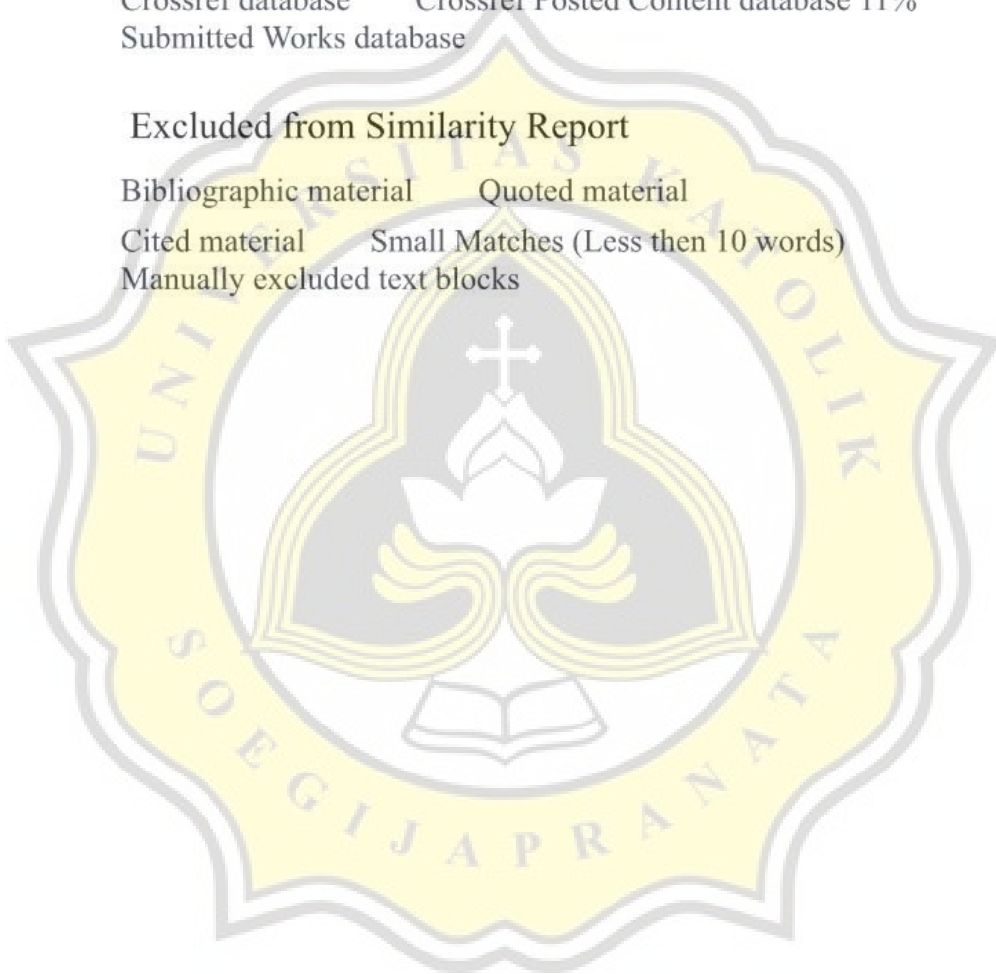 Crossref database Crossref Posted Content database 11%
Submitted Works database
Excluded from Similarity Report
Bibliographic material Quoted material
Cited material Small Matches (Less then 10 words)
Manually excluded text blocks
UNIVERSITAS KATOLIK
SOEGIJAPRANATA